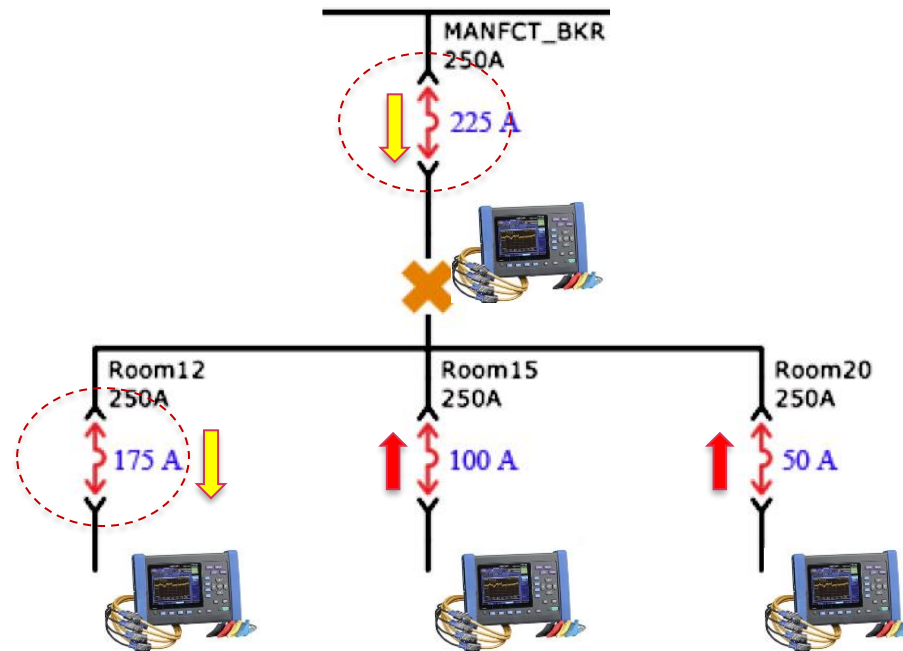 MANFCT_BKR
250A
225 A
Room12
250A
175 A
Room15
250A
100 A
Room20
250A
50 A